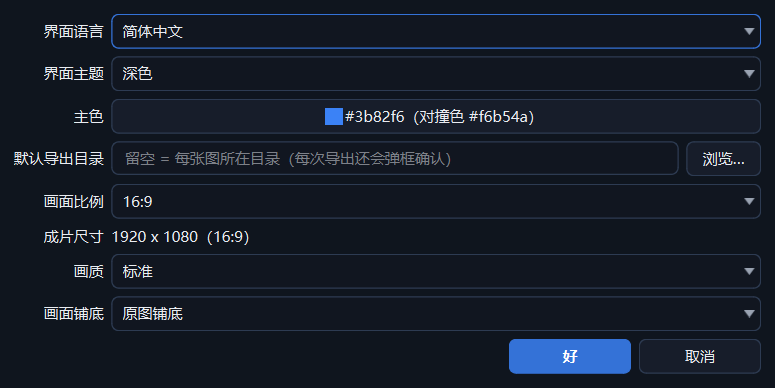 界面语言 简体中文
界面主题 深色
主色 #3b82f6（对撞色 #f6b54a）
默认导出目录 留空 = 每张图所在目录（每次导出还会弹框确认） 浏览...
画面比例 16:9
成片尺寸 1920 x 1080（16:9）
画质 标准
画面铺底 原图铺底
好 取消